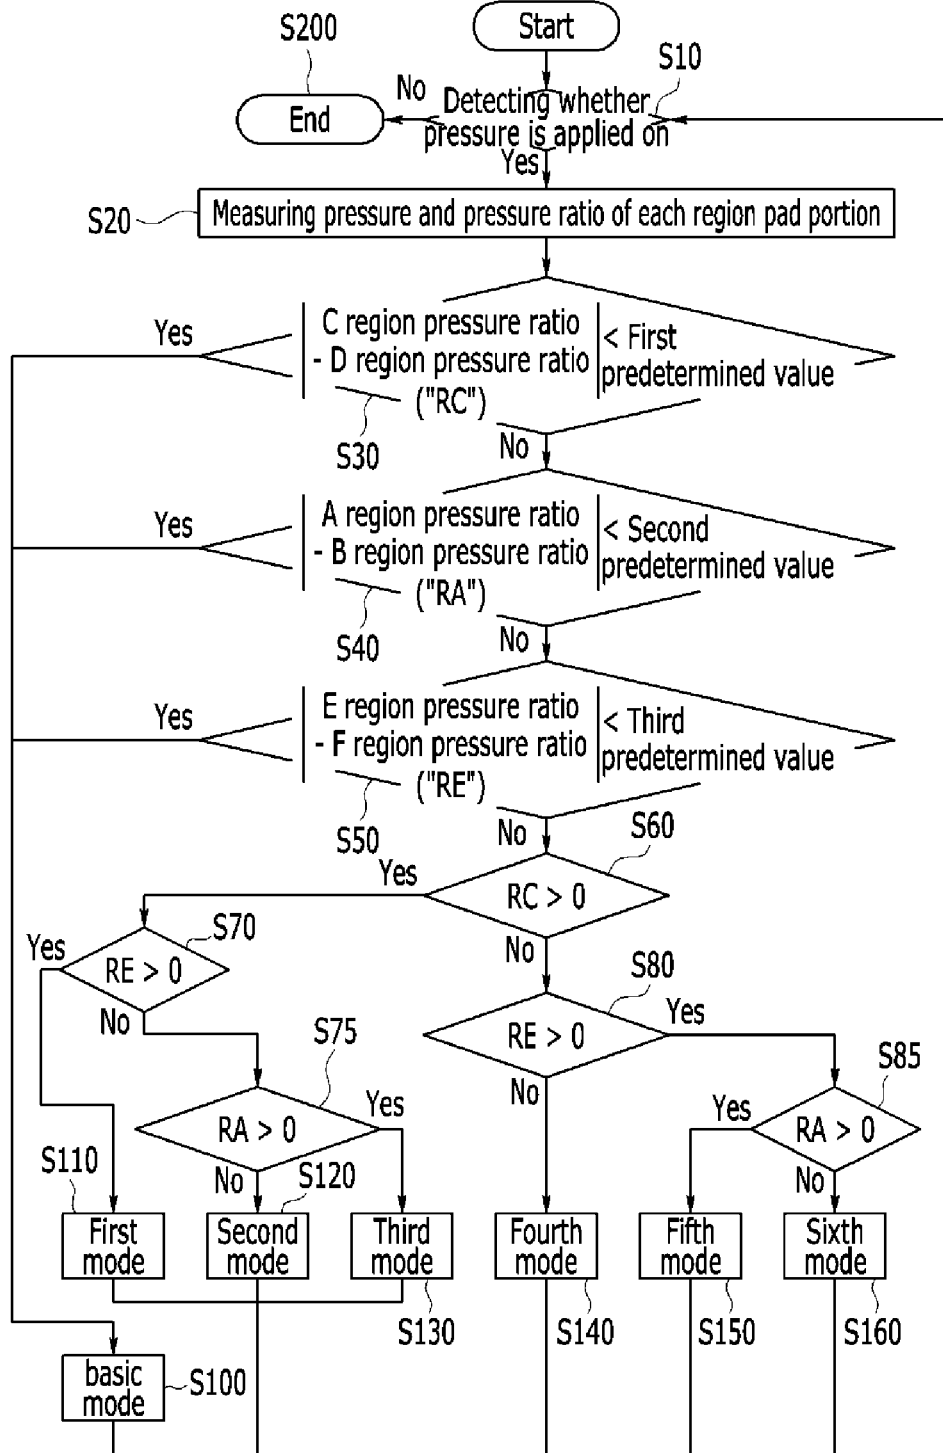 Start
S200
S10
No
Detecting whether
pressure is applied on
End
Yes
S20
Measuring pressure and pressure ratio of each region pad portion
Yes
C region pressure ratio
- D region pressure ratio
("RC")
< First
predetermined value
S30
No
Yes
A region pressure ratio
- B region pressure ratio
("RA")
< Second
predetermined value
S40
No
Yes
E region pressure ratio
- F region pressure ratio
("RE")
< Third
predetermined value
S50
No
S60
Yes
RC > 0
No
S70
Yes
RE > 0
No
S80
RE > 0
Yes
No
S75
RA > 0
Yes
No
S85
Yes
RA > 0
No
S110
S120
First
mode
Second
mode
Third
mode
Fourth
mode
Fifth
mode
Sixth
mode
S130
S140
S150
S160
basic
mode
S100